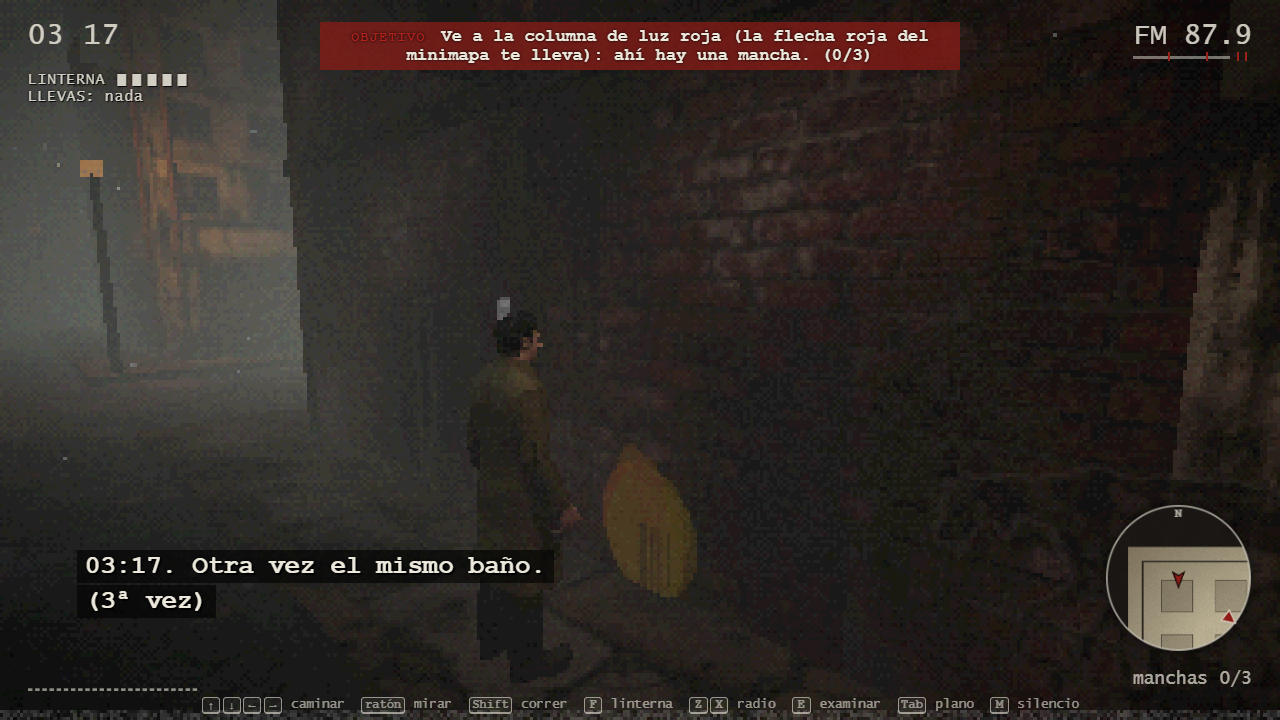 03 17
OBJETIVO Ve a la columna de luz roja (la flecha roja del
minimapa te lleva): ahí hay una mancha. (0/3)
FM 87.9
LINTERNA
LLEVAS: nada
03:17. Otra vez el mismo baño.
(3ª vez)
N
manchas 0/3
↑ ↓ ← → caminar ratón mirar Shift correr F linterna Z X radio E examinar Tab plano M silencio